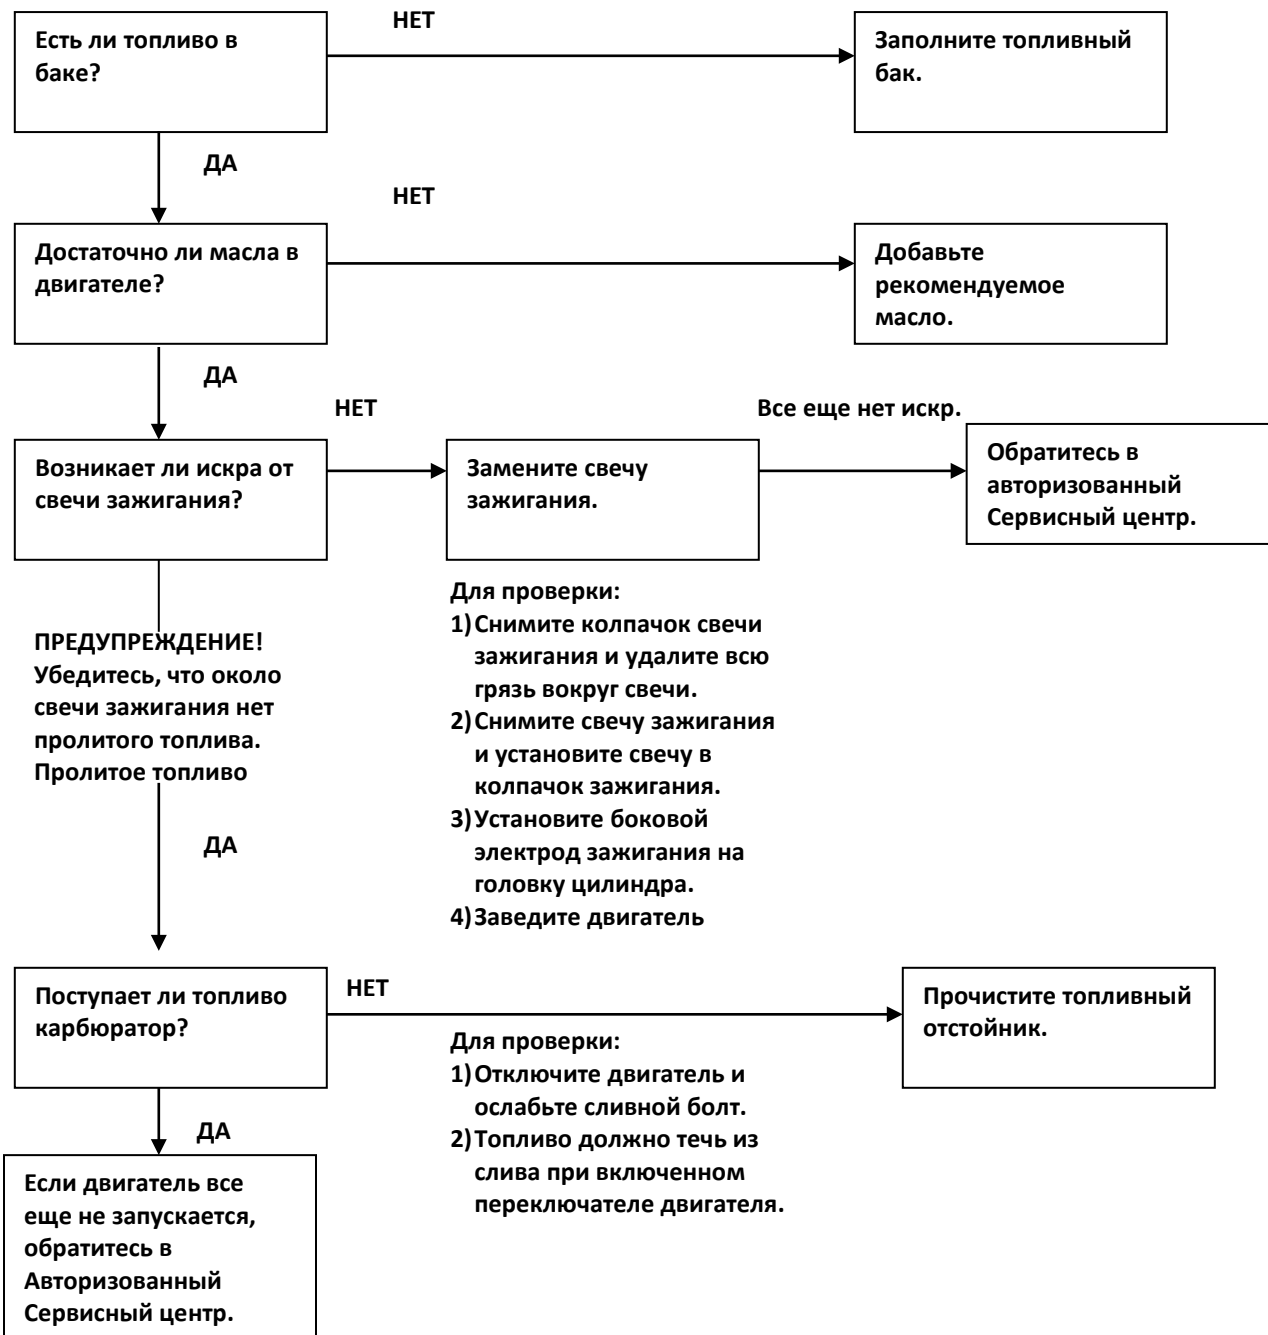 НЕТ
Есть ли топливо в
баке?
Заполните топливный
бак.
ДА
НЕТ
Достаточно ли масла в
двигателе?
Добавьте
рекомендуемое
масло.
ДА
НЕТ
Все еще нет искр.
Возникает ли искра от
свечи зажигания?
Замените свечу
зажигания.
Обратитесь в
авторизованный
Сервисный центр.
ПРЕДУПРЕЖДЕНИЕ!
Убедитесь, что около
свечи зажигания нет
пролитого топлива.
Пролитое топливо
Для проверки:
1) Снимите колпачок свечи
зажигания и удалите всю
грязь вокруг свечи.
2) Снимите свечу зажигания
и установите свечу в
колпачок зажигания.
3) Установите боковой
электрод зажигания на
головку цилиндра.
4) Заведите двигатель
ДА
Поступает ли топливо
карбюратор?
НЕТ
Прочистите топливный
отстойник.
Для проверки:
1) Отключите двигатель и
ослабьте сливной болт.
2) Топливо должно течь из
слива при включенном
переключателе двигателя.
ДА
Если двигатель все
еще не запускается,
обратитесь в
Авторизованный
Сервисный центр.